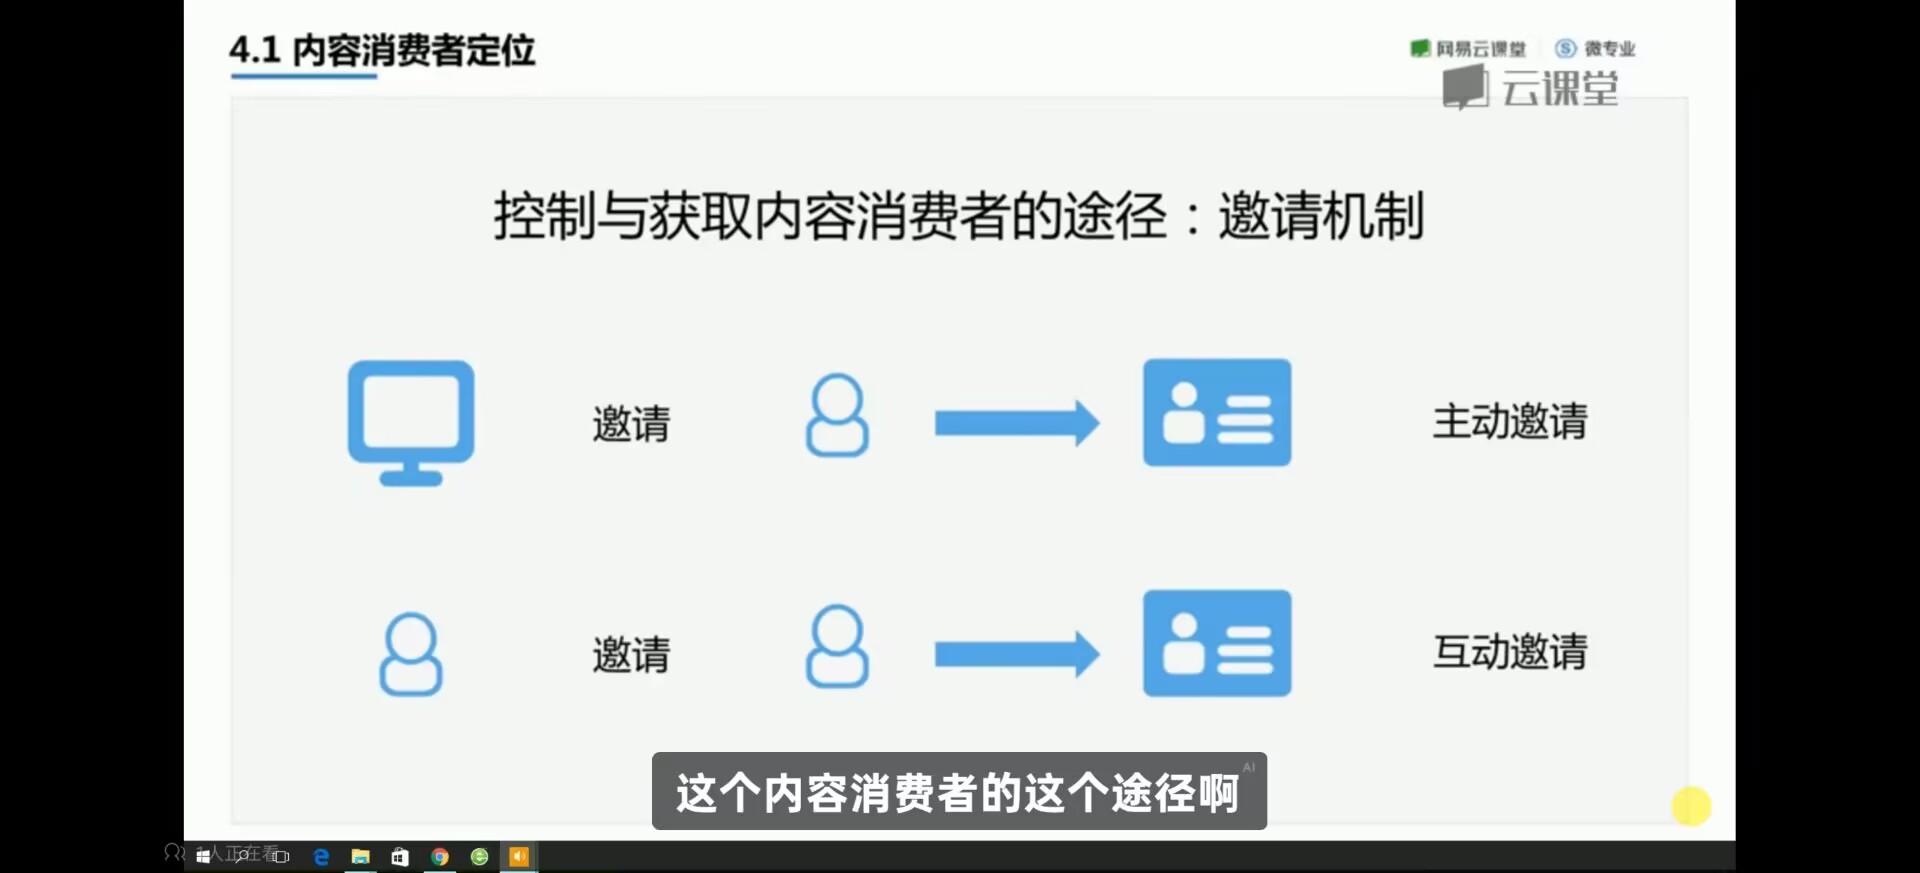 4.1 内容消费者定位
网易云课堂
微专业
云课堂
控制与获取内容消费者的途径：邀请机制
邀请
主动邀请
邀请
互动邀请
这个内容消费者的这个途径啊
AI
1人正在看